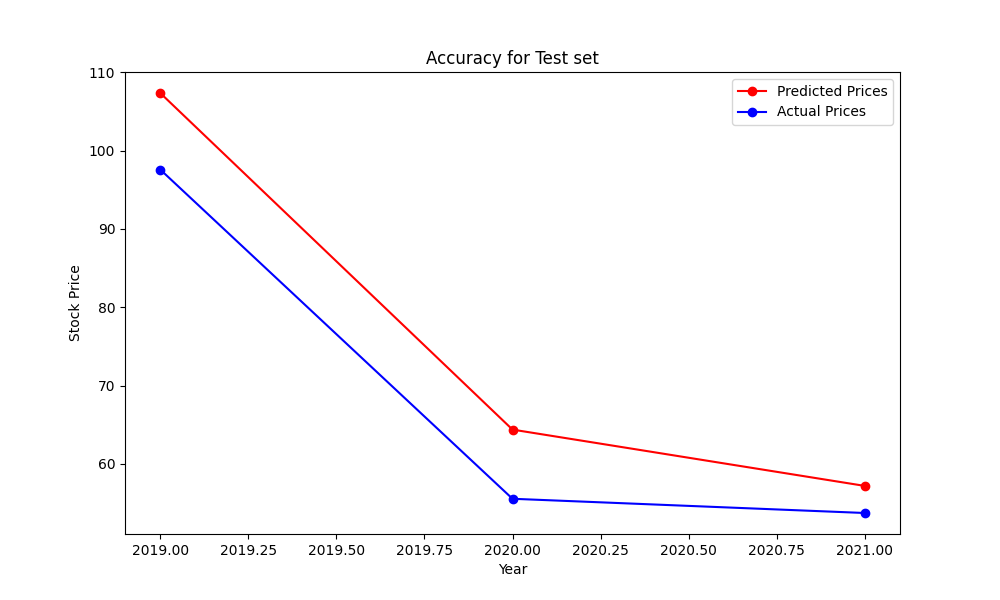 Accuracy for Test set
Predicted Prices
Actual Prices
110
100
90
80
70
60
Stock Price
2019.00 2019.25 2019.50 2019.75 2020.00 2020.25 2020.50 2020.75 2021.00
Year